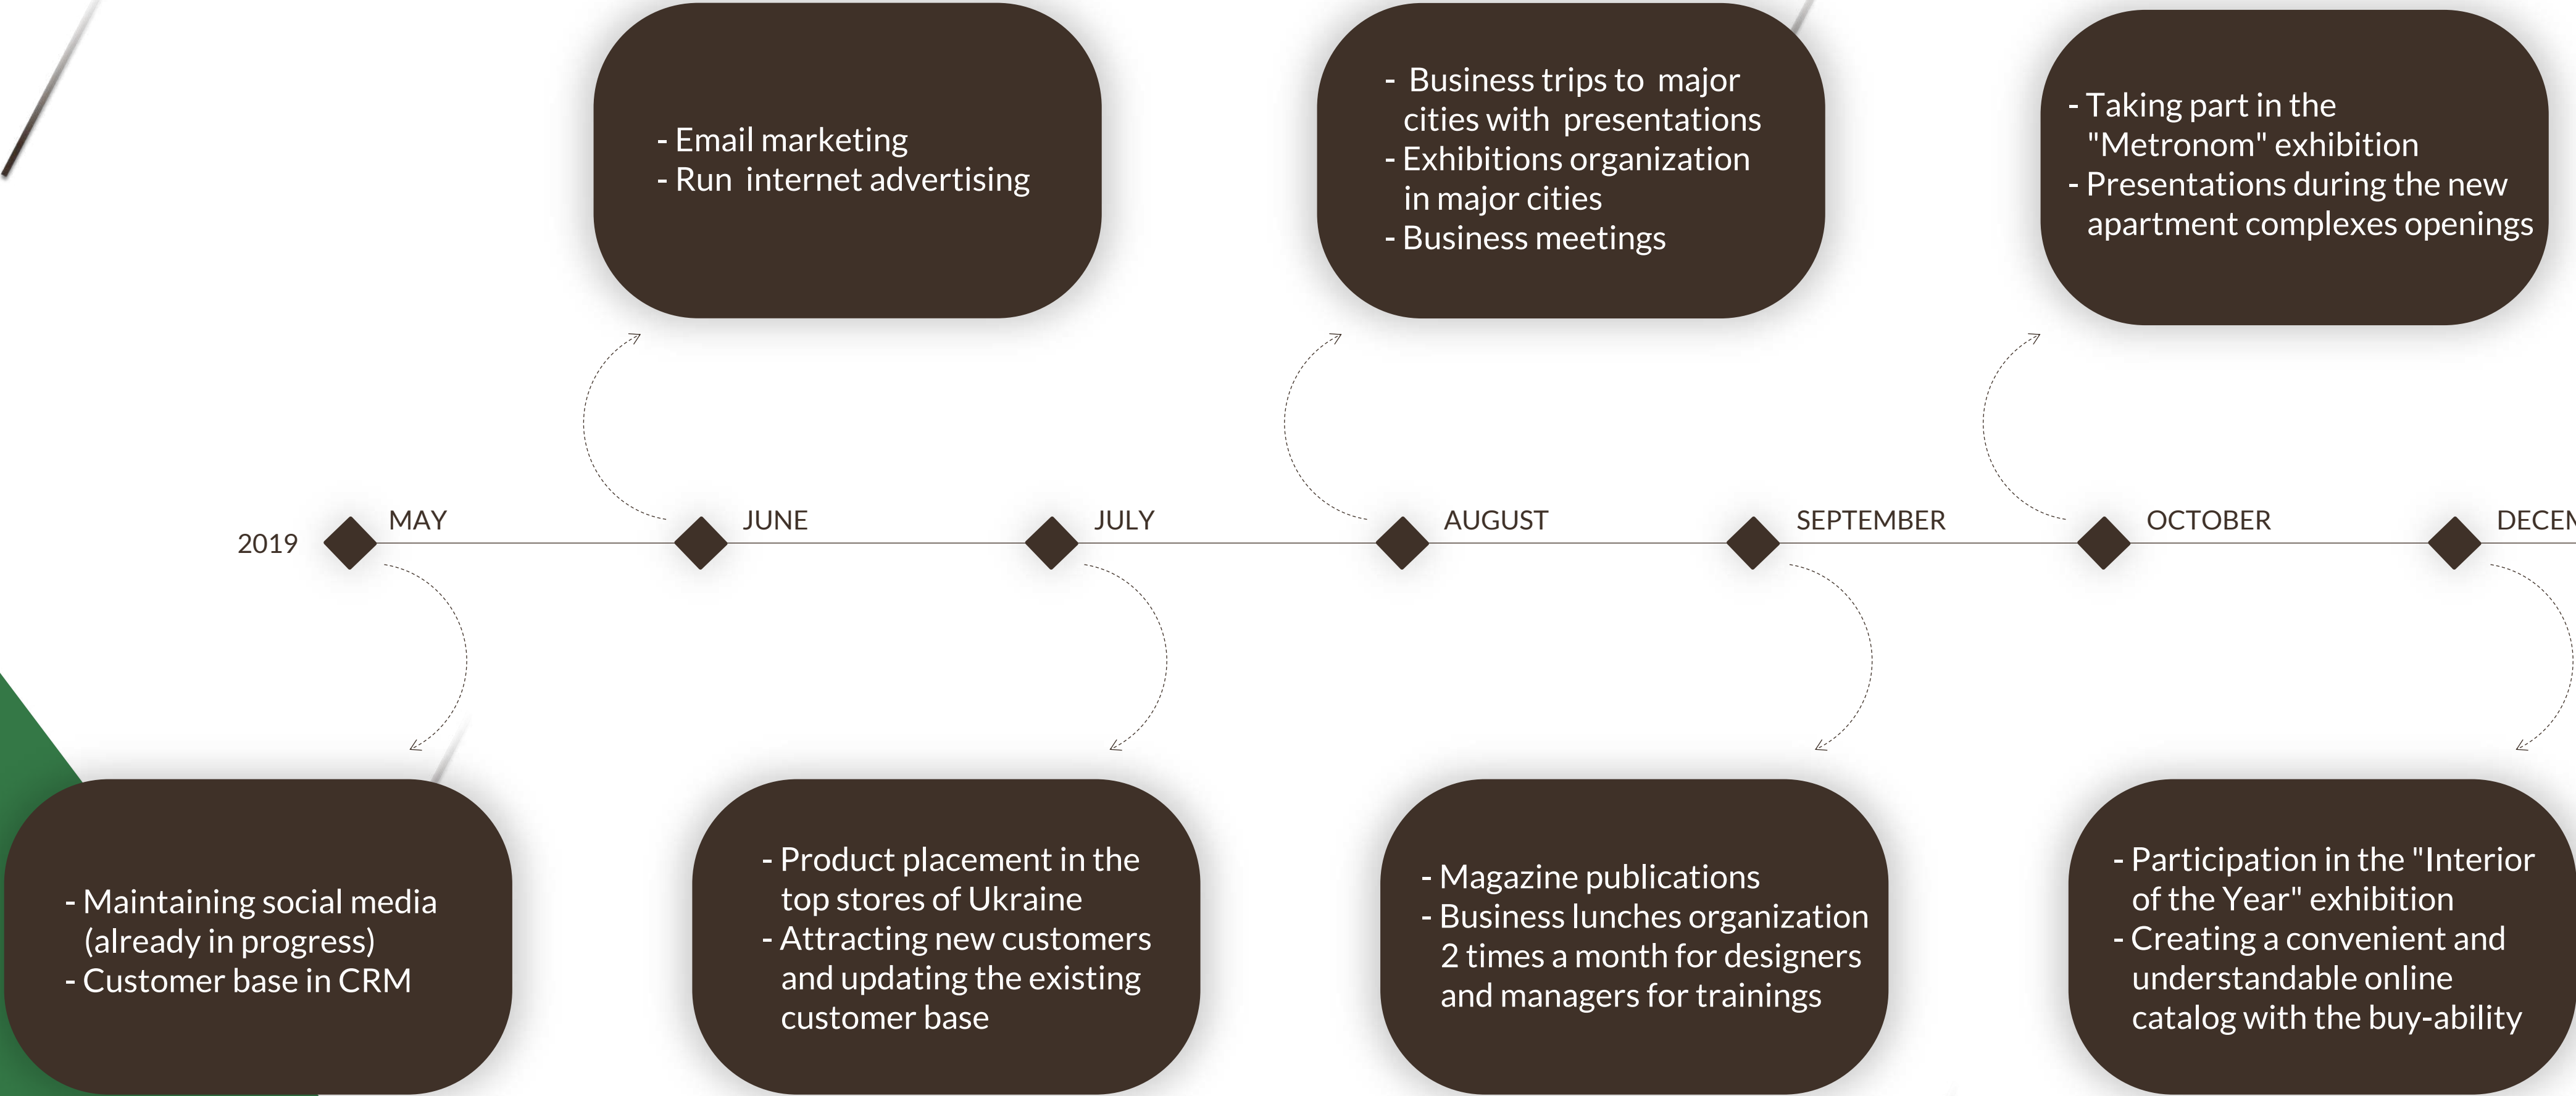 - Email marketing
- Run internet advertising
- Business trips to major
cities with presentations
- Exhibitions organization
in major cities
- Business meetings
- Taking part in the
"Metronom" exhibition
- Presentations during the new
apartment complexes openings
2019
MAY
JUNE
JULY
AUGUST
SEPTEMBER
OCTOBER
DECEM
- Maintaining social media
(already in progress)
- Customer base in CRM
- Product placement in the
top stores of Ukraine
- Attracting new customers
and updating the existing
customer base
- Magazine publications
- Business lunches organization
2 times a month for designers
and managers for trainings
- Participation in the "Interior
of the Year" exhibition
- Creating a convenient and
understandable online
catalog with the buy-ability